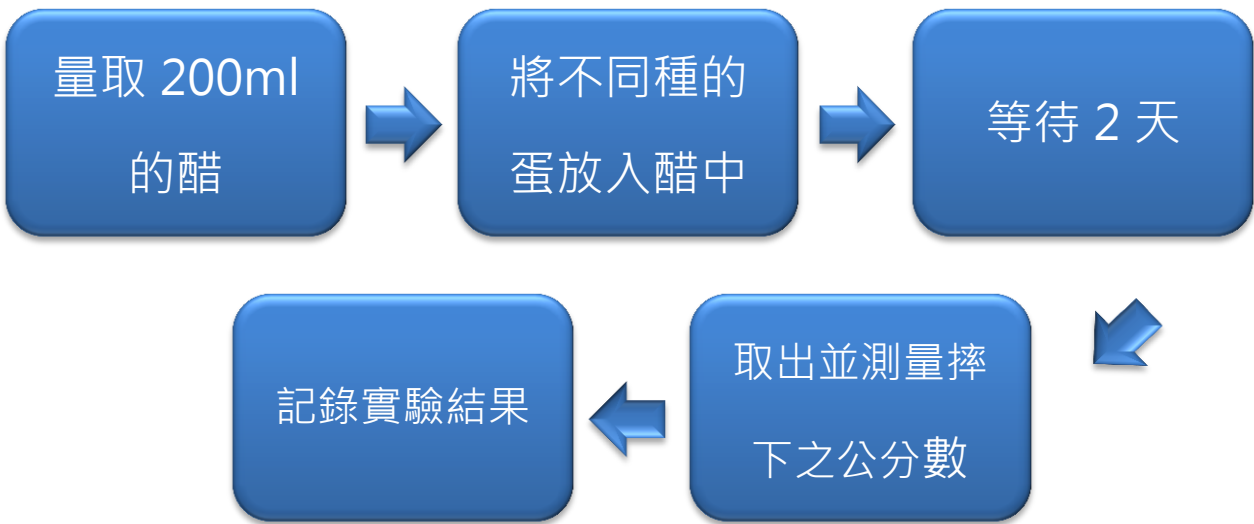 量取 200ml
的醋
將不同種的
蛋放入醋中
等待 2 天
取出並測量摔
下之公分數
記錄實驗結果